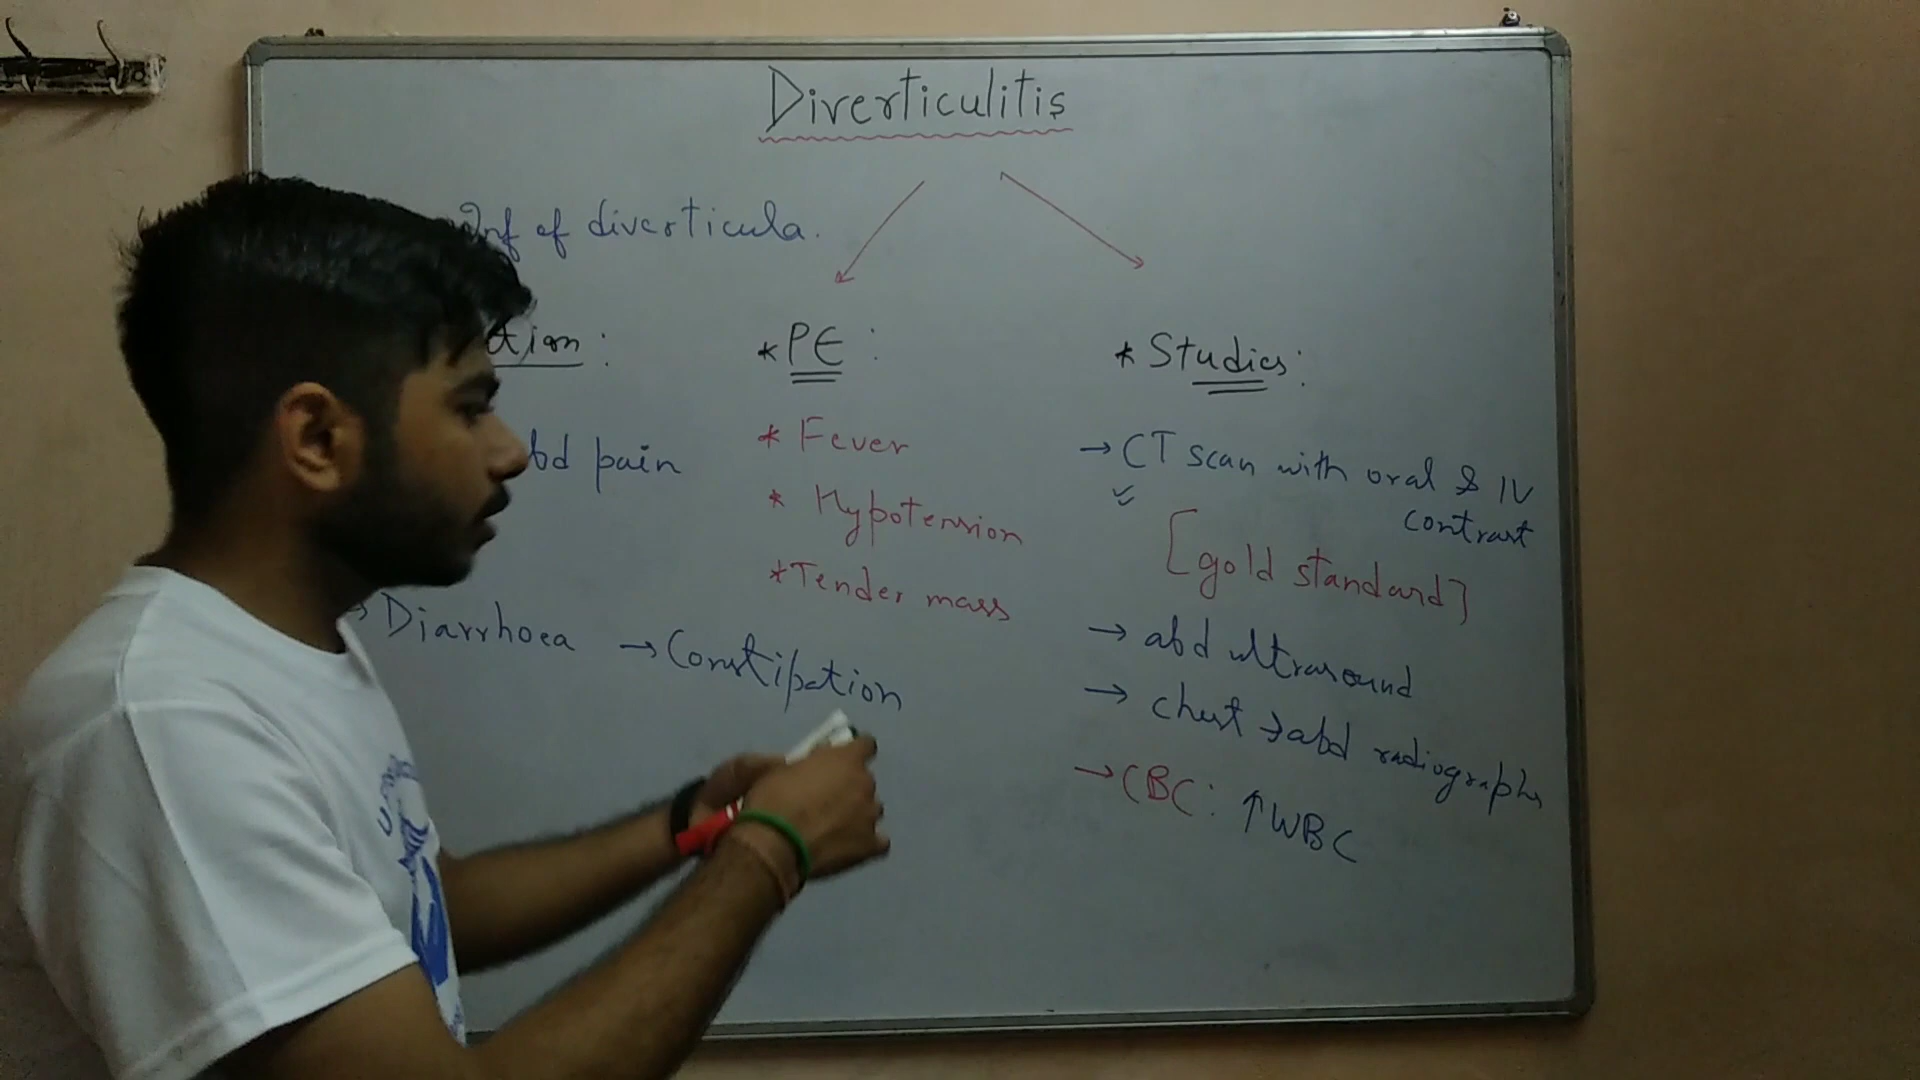 Diverticulitis
Inf of diverticula.
tion :
bd pain
→ Diarrhoea → Constipation
* PE :
* Fever
* Hypotension
* Tender mass
* Studies :
→ CT scan with oral & IV
contrast
[gold standard]
→ abd ultrasound
→ chest → abd radiographs
→ CBC: ↑ WBC